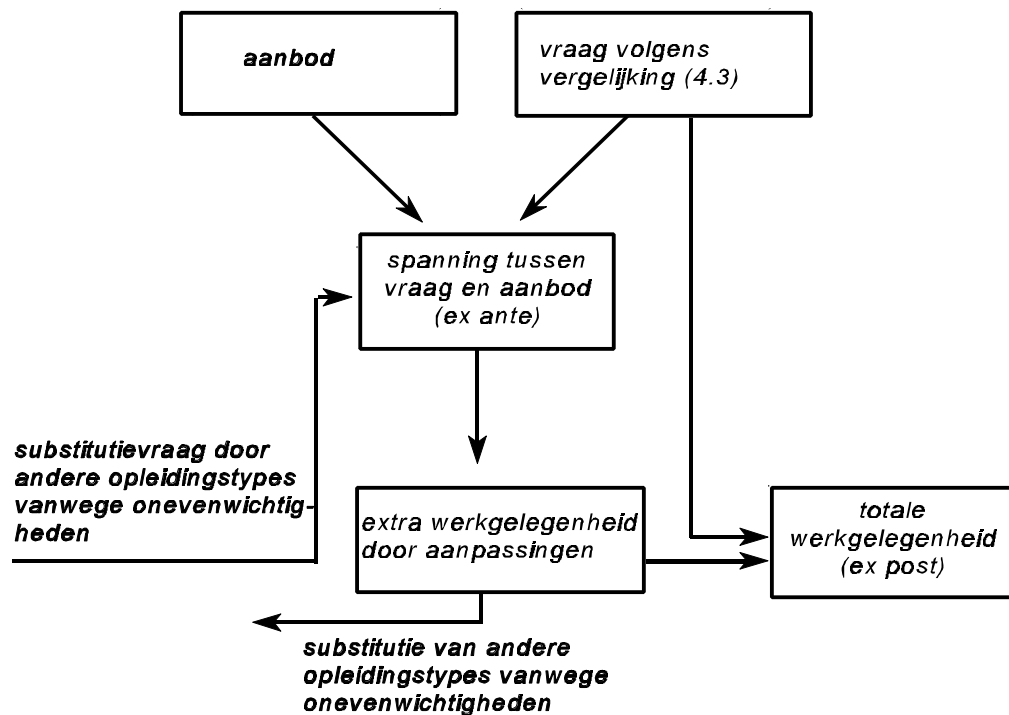 aanbod
vraag volgens
vergelijking (4.3)
spanning tussen
vraag en aanbod
(ex ante)
substitutievraag door
andere opleidingstypes
vanwege onevenwichtig-
heden
extra werkgelegenheid
door aanpassingen
totale
werkgelegenheid
(ex post)
substitutie van andere
opleidingstypes vanwege
onevenwichtigheden